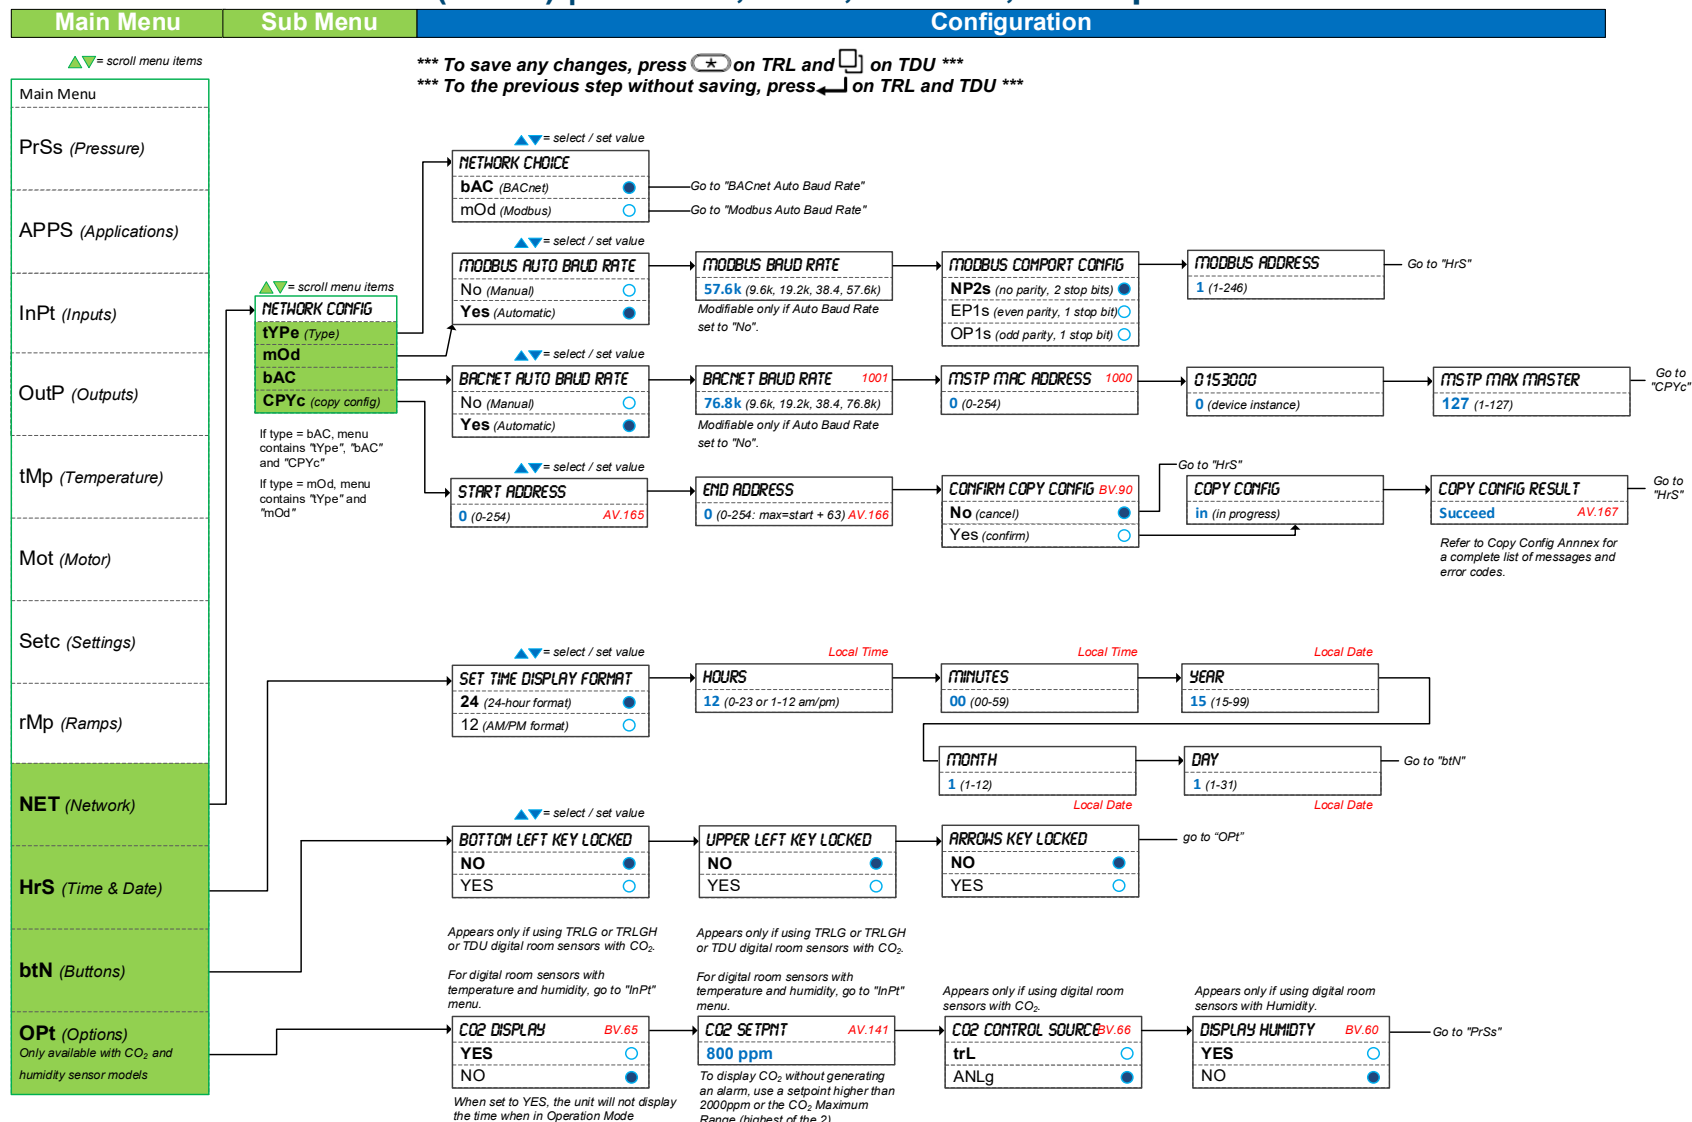 Main Menu
Sub Menu
Configuration
= scroll menu items
*** To save any changes, press on TRL and on TDU ***
*** To the previous step without saving, press on TRL and TDU ***
Main Menu
PrSs (Pressure)
APPS (Applications)
InPt (Inputs)
OutP (Outputs)
tMp (Temperature)
Mot (Motor)
Setc (Settings)
rMp (Ramps)
NET (Network)
HrS (Time & Date)
btN (Buttons)
OPt (Options)
Only available with CO2 and
humidity sensor models
= scroll menu items
NETWORK CONFIG
tYPe (Type)
mOd
bAC
CPYc (copy config)
If type = bAC, menu
contains "tYpe", "bAC"
and "CPYc"
If type = mOd, menu
contains "tYpe" and
"mOd"
= select / set value
NETWORK CHOICE
bAC (BACnet)
Go to "BACnet Auto Baud Rate"
mOd (Modbus)
Go to "Modbus Auto Baud Rate"
= select / set value
MODBUS AUTO BAUD RATE
No (Manual)
Yes (Automatic)
MODBUS BAUD RATE
57.6k (9.6k, 19.2k, 38.4, 57.6k)
Modifiable only if Auto Baud Rate
set to "No".
MODBUS COMPORT CONFIG
NP2s (no parity, 2 stop bits)
EP1s (even parity, 1 stop bit)
OP1s (odd parity, 1 stop bit)
MODBUS ADDRESS
1 (1-246)
Go to "HrS"
= select / set value
BACNET AUTO BAUD RATE
No (Manual)
Yes (Automatic)
BACNET BAUD RATE 1001
76.8k (9.6k, 19.2k, 38.4, 76.8k)
Modifiable only if Auto Baud Rate
set to "No".
MSTP MAC ADDRESS 1000
0 (0-254)
0153000
0 (device instance)
MSTP MAX MASTER
127 (1-127)
Go to
"CPYc"
= select / set value
START ADDRESS
0 (0-254) AV.165
END ADDRESS
0 (0-254: max=start + 63) AV.166
CONFIRM COPY CONFIG BV.90
No (cancel)
Yes (confirm)
Go to "HrS"
COPY CONFIG
in (in progress)
COPY CONFIG RESULT
Succeed AV.167
Go to
"HrS"
Refer to Copy Config Annnex for
a complete list of messages and
error codes.
= select / set value
SET TIME DISPLAY FORMAT
24 (24-hour format)
12 (AM/PM format)
Local Time
HOURS
12 (0-23 or 1-12 am/pm)
Local Time
MINUTES
00 (00-59)
Local Date
YEAR
15 (15-99)
MONTH
1 (1-12)
Local Date
DAY
1 (1-31)
Local Date
Go to "btN"
= select / set value
BOTTOM LEFT KEY LOCKED
NO
YES
UPPER LEFT KEY LOCKED
NO
YES
ARROWS KEY LOCKED
NO
YES
go to "OPt"
Appears only if using TRLG or TRLGH
or TDU digital room sensors with CO2.
For digital room sensors with
temperature and humidity, go to "InPt"
menu.
CO2 DISPLAY BV.65
YES
NO
When set to YES, the unit will not display
the time when in Operation Mode
Appears only if using TRLG or TRLGH
or TDU digital room sensors with CO2.
For digital room sensors with
temperature and humidity, go to "InPt"
menu.
CO2 SETPNT AV.141
800 ppm
To display CO2 without generating
an alarm, use a setpoint higher than
2000ppm or the CO2 Maximum
Range (highest of the 2)
Appears only if using digital room
sensors with CO2.
CO2 CONTROL SOURCE BV.66
trL
ANLg
Appears only if using digital room
sensors with Humidity.
DISPLAY HUMIDTY BV.60
YES
NO
Go to "PrSs"